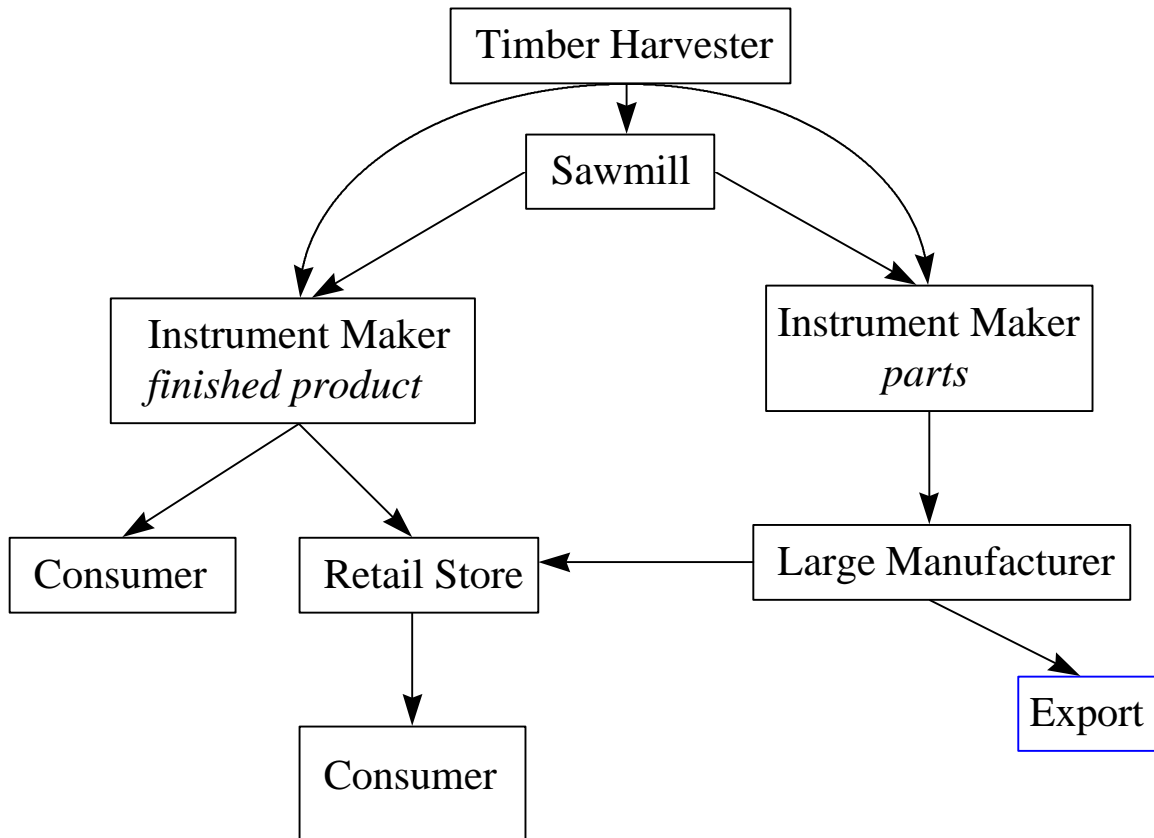 Timber Harvester
Sawmill
Instrument Maker
finished product
Instrument Maker
parts
Consumer
Retail Store
Large Manufacturer
Export
Consumer